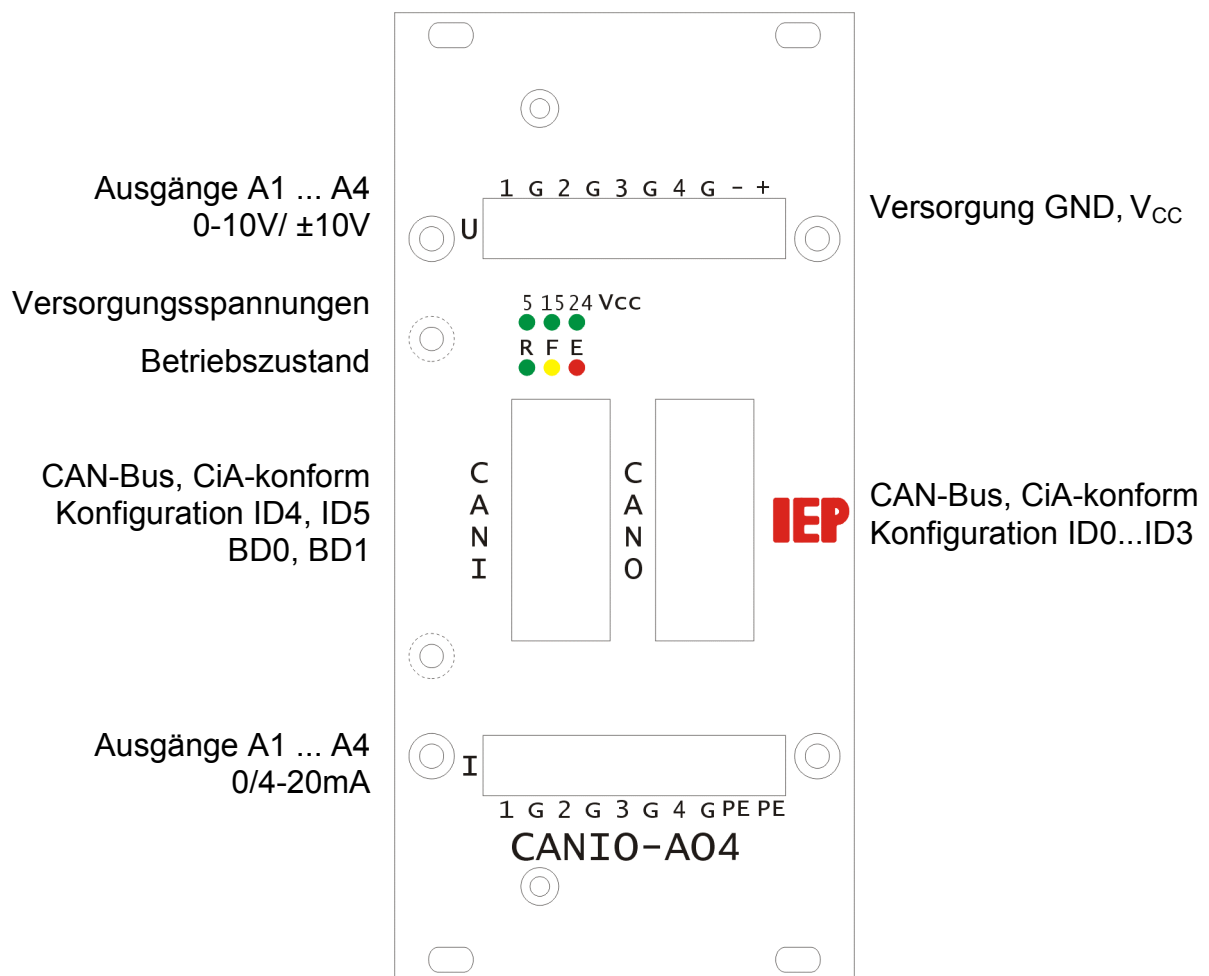 Ausgänge A1 ... A4
0-10V/ ±10V
1 G 2 G 3 G 4 G - +
U
Versorgung GND, VCC
Versorgungsspannungen
5 15 24 Vcc
Betriebszustand
R F E
CAN-Bus, CiA-konform
Konfiguration ID4, ID5
BD0, BD1
CANI
CANO
IEP
CAN-Bus, CiA-konform
Konfiguration ID0...ID3
Ausgänge A1 ... A4
0/4-20mA
I
1 G 2 G 3 G 4 G PE PE
CANIO-AO4